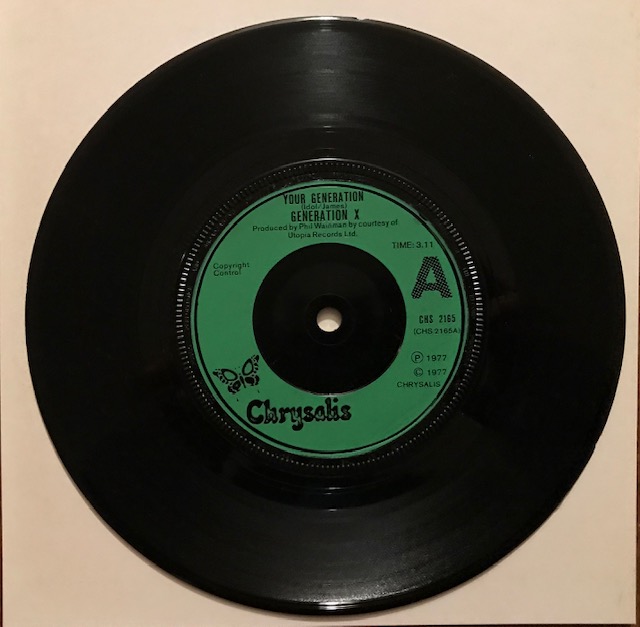 YOUR GENERATION
(Idol/James)
GENERATION X
Produced by Phil Wainman by courtesy of
Utopia Records Ltd.
TIME: 3.11
Copyright
Control
A
CHS 2165
(CHS.2165A)
Ⓟ 1977
© 1977
CHRYSALIS
Chrysalis